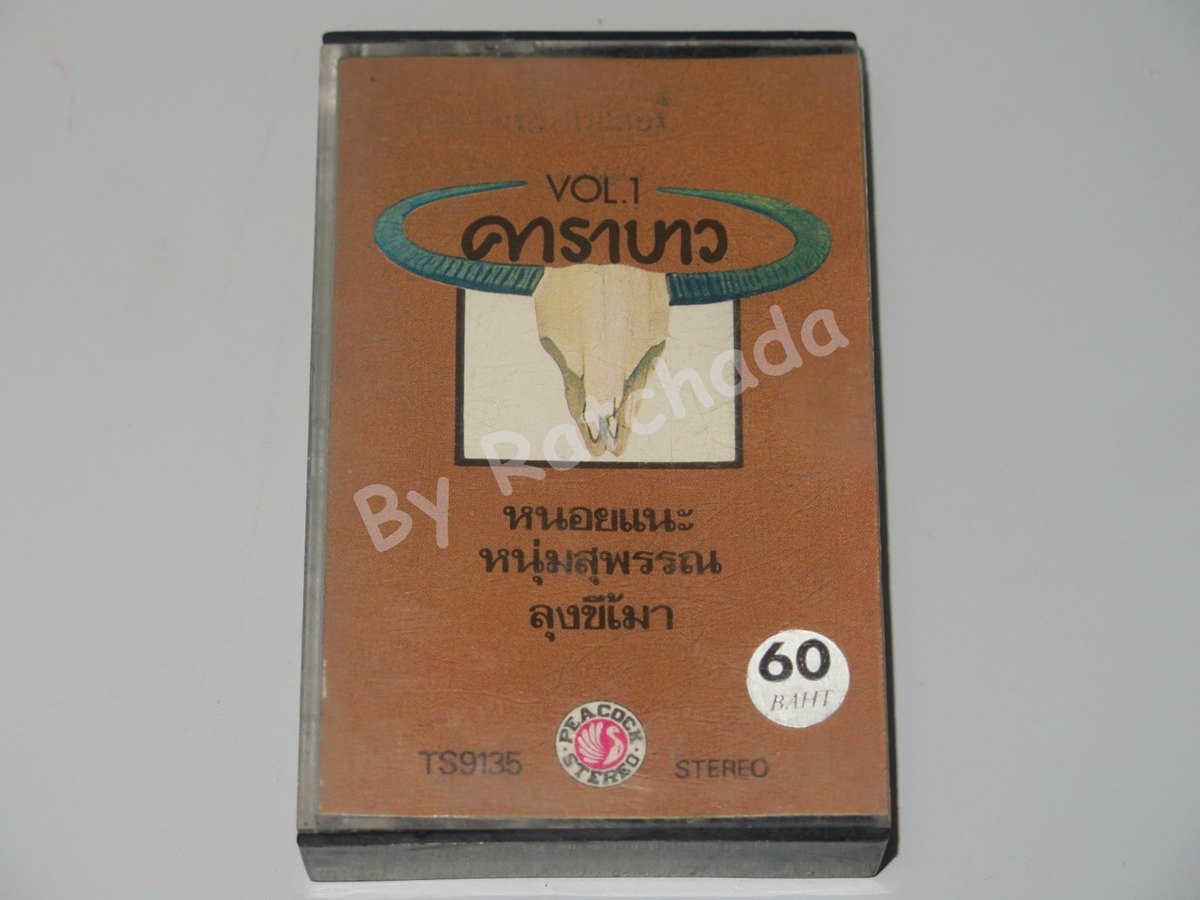 VOL.1
คาราบาว
หนอยแนะ
หนุ่มสุพรรณ
ลุงขี้เมา
60
BAHT
PEACOCK
STEREO
TS9135
STEREO
By Ratchada